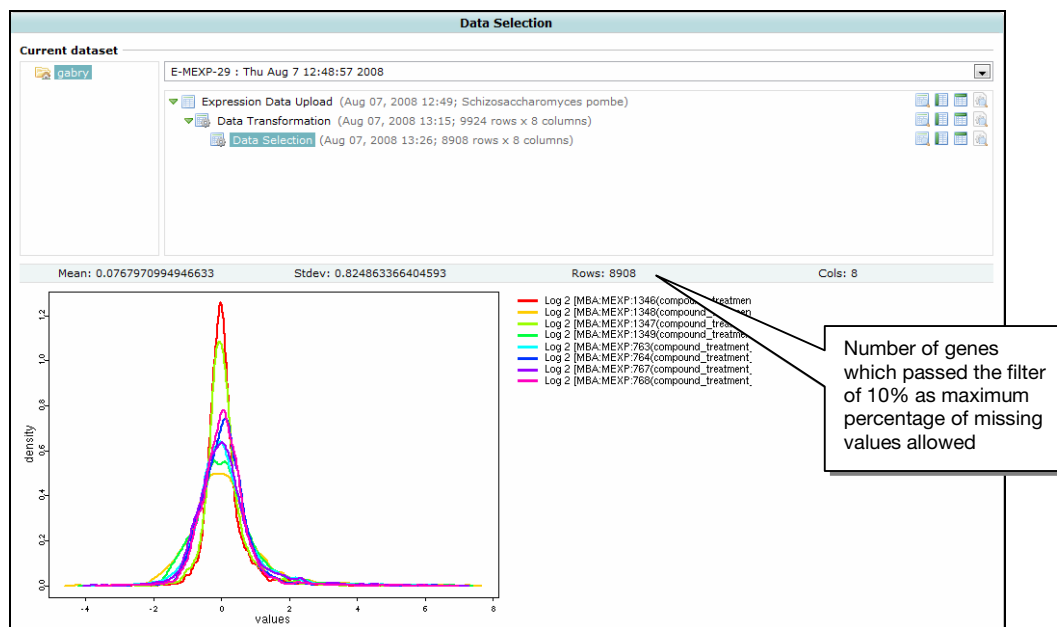 Data Selection
Current dataset
gabry
E-MEXP-29 : Thu Aug 7 12:48:57 2008
Expression Data Upload (Aug 07, 2008 12:49; Schizosaccharomyces pombe)
Data Transformation (Aug 07, 2008 13:15; 9924 rows x 8 columns)
Data Selection (Aug 07, 2008 13:26; 8908 rows x 8 columns)
Mean: 0.0767970994946633 Stdev: 0.824863366404593 Rows: 8908 Cols: 8
Log 2 [MBA:MEXP:1346(compound_treatmen
Log 2 [MBA:MEXP:1348(compound_treatmen
Log 2 [MBA:MEXP:1347(compound_treatmen
Log 2 [MBA:MEXP:1349(compound_treatmen
Log 2 [MBA:MEXP:763(compound_treatment_
Log 2 [MBA:MEXP:764(compound_treatment_
Log 2 [MBA:MEXP:767(compound_treatment_
Log 2 [MBA:MEXP:768(compound_treatment_
Number of genes
which passed the filter
of 10% as maximum
percentage of missing
values allowed
density
1.2
1.0
0.8
0.6
0.4
0.2
0.0
-4 -2 0 2 4 6 8
values